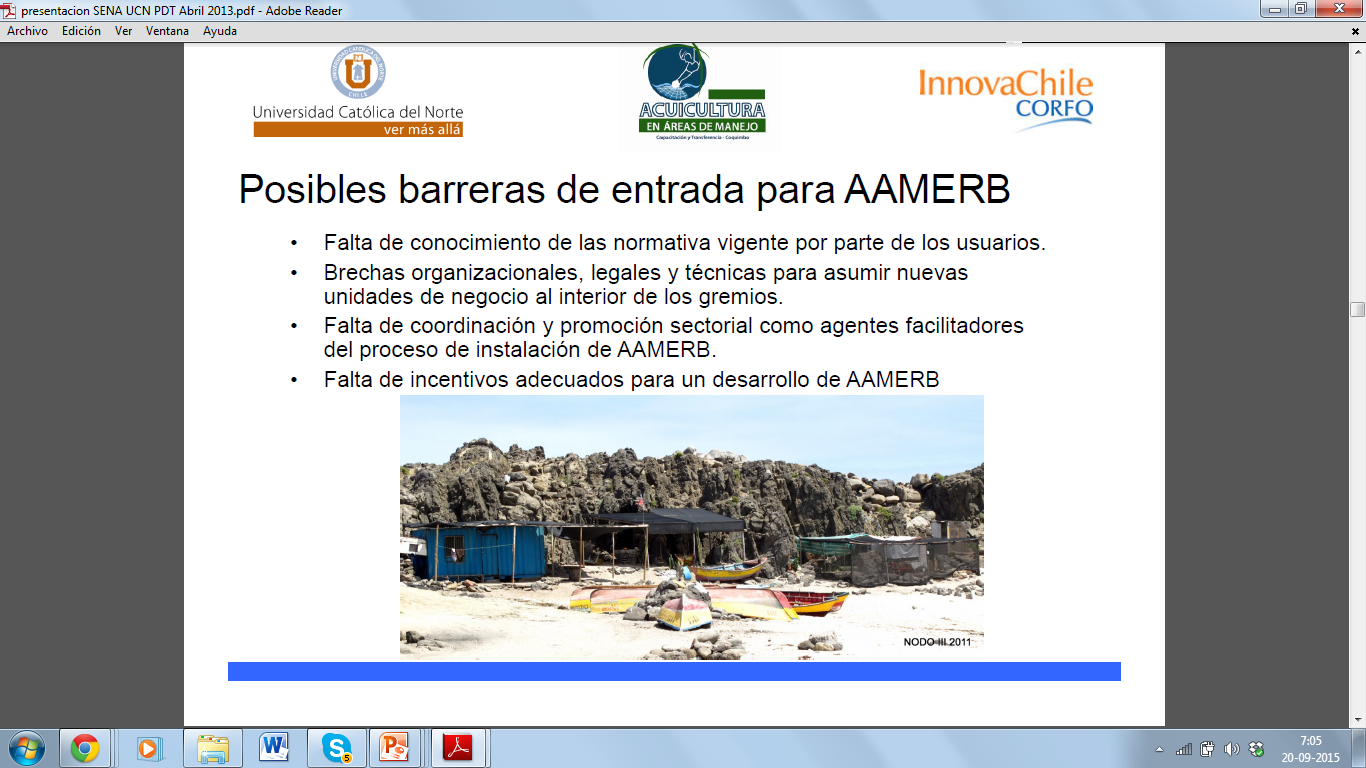 presentacion SENA UCN PDT Abril 2013.pdf - Adobe Reader
Archivo Edición Ver Ventana Ayuda
Universidad Católica del Norte
ver más allá
ACUICULTURA
EN ÁREAS DE MANEJO
Capacitación y Transferencia - Coquimbo
InnovaChile
CORFO
Posibles barreras de entrada para AAMERB
• Falta de conocimiento de las normativa vigente por parte de los usuarios.
• Brechas organizacionales, legales y técnicas para asumir nuevas
unidades de negocio al interior de los gremios.
• Falta de coordinación y promoción sectorial como agentes facilitadores
del proceso de instalación de AAMERB.
• Falta de incentivos adecuados para un desarrollo de AAMERB
NODO III 2011
5
7:05
20-09-2015